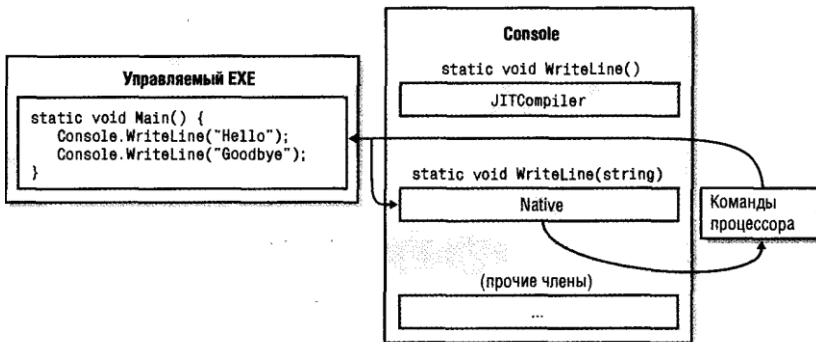 Управляемый EXE
static void Main() {
Console.WriteLine("Hello");
Console.WriteLine("Goodbye");
}
Console
static void WriteLine()
JITCompiler
static void WriteLine(string)
Native
(прочие члены)
...
Команды
процессора